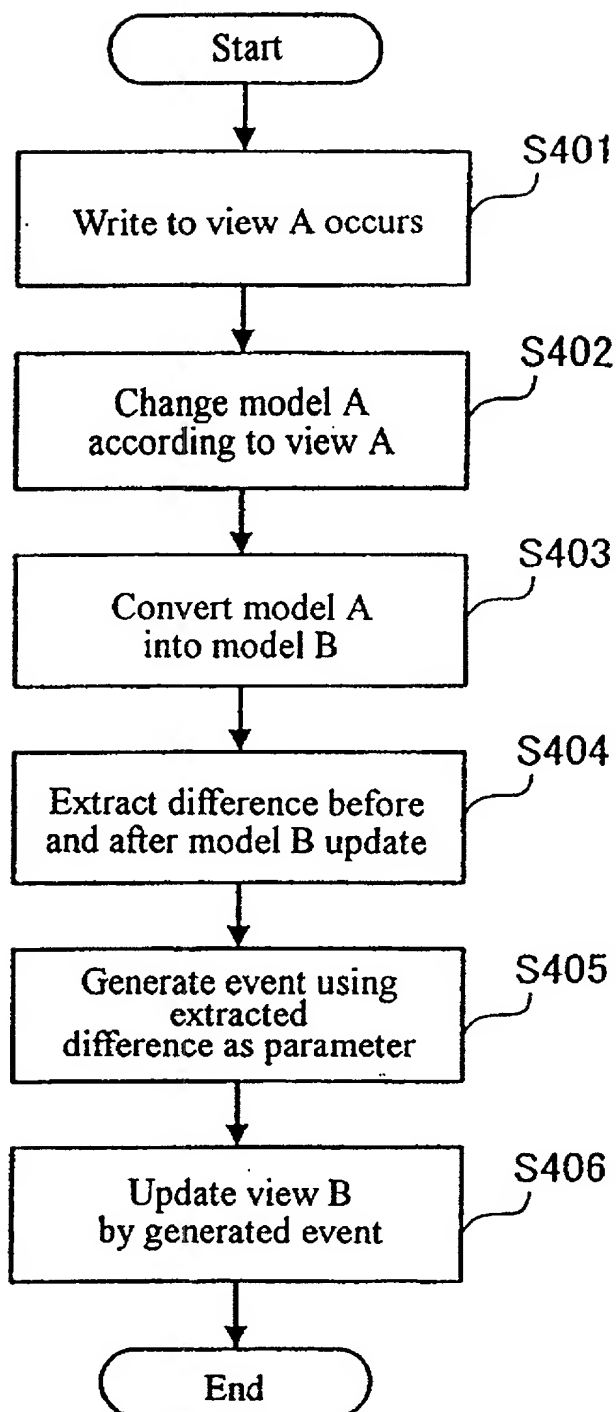 Start
S401
Write to view A occurs
S402
Change model A
according to view A
S403
Convert model A
into model B
S404
Extract difference before
and after model B update
S405
Generate event using
extracted
difference as parameter
S406
Update view B
by generated event
End